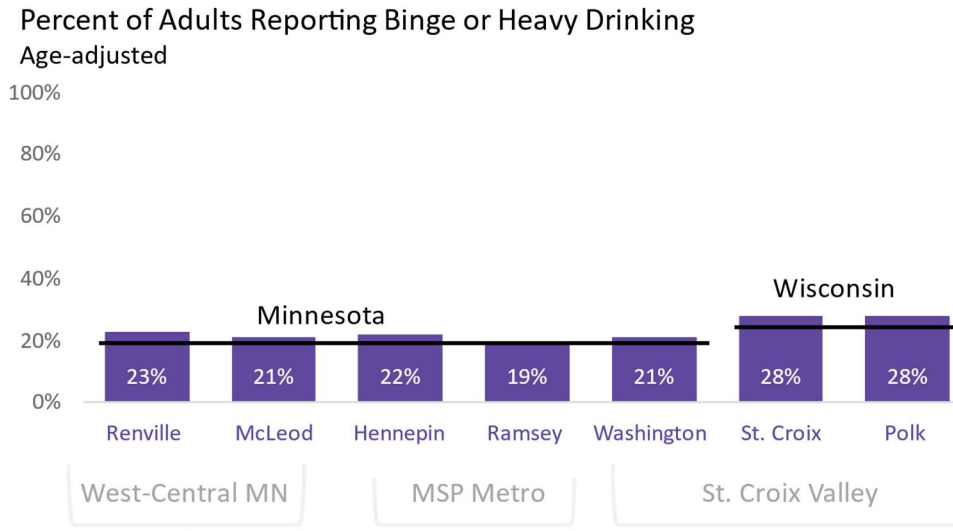 Percent of Adults Reporting Binge or Heavy Drinking
Age-adjusted
100%
80%
60%
40%
20%
0%
Minnesota
Wisconsin
23% 21% 22% 19% 21% 28% 28%
Renville McLeod Hennepin Ramsey Washington St. Croix Polk
West-Central MN MSP Metro St. Croix Valley